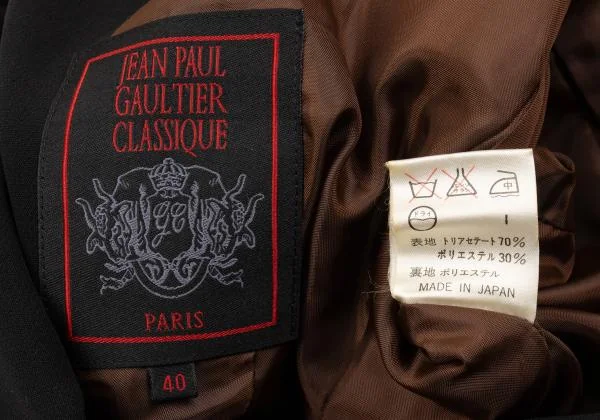 JEAN PAUL
GAULTIER
CLASSIQUE
PARIS
40
中
ドライ
I
表地 トリアセテート70%
ポリエステル 30%
裏地 ポリエステル
MADE IN JAPAN